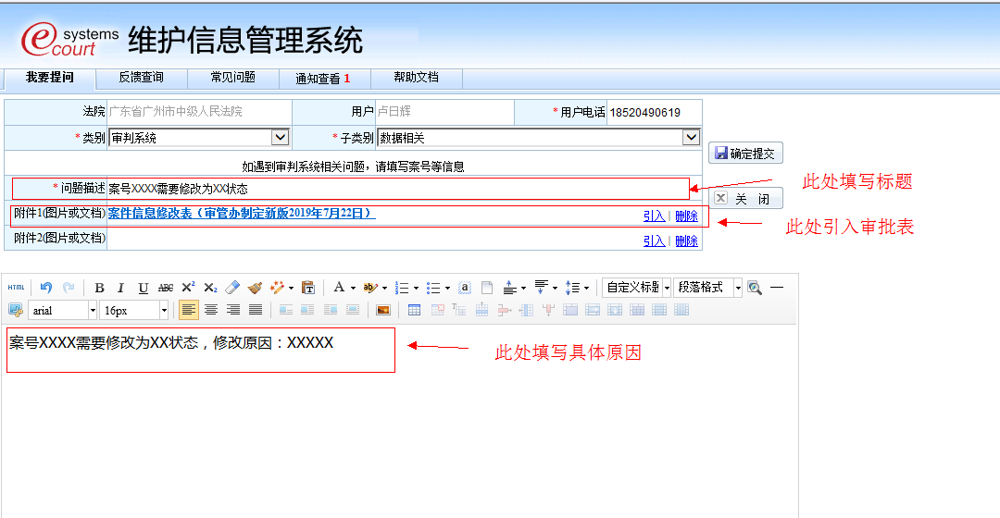 e systems court 维护信息管理系统
我要提问 反馈查询 常见问题 通知查看 1 帮助文档
法院 广东省广州市中级人民法院 用户 卢日辉 * 用户电话 18520490619
* 类别 审判系统 * 子类别 数据相关
确定提交
如遇到审判系统相关问题，请填写案号等信息
此处填写标题
* 问题描述 案号XXXX需要修改为XX状态
关 闭
附件1(图片或文档) 案件信息修改表（审管办制定新版2019年7月22日） 引入 | 删除
此处引入审批表
附件2(图片或文档) 引入 | 删除
HTML B I U ABC X² X₂ A ab T a 自定义标题 段落格式
arial 16px
案号XXXX需要修改为XX状态，修改原因：XXXXX
此处填写具体原因